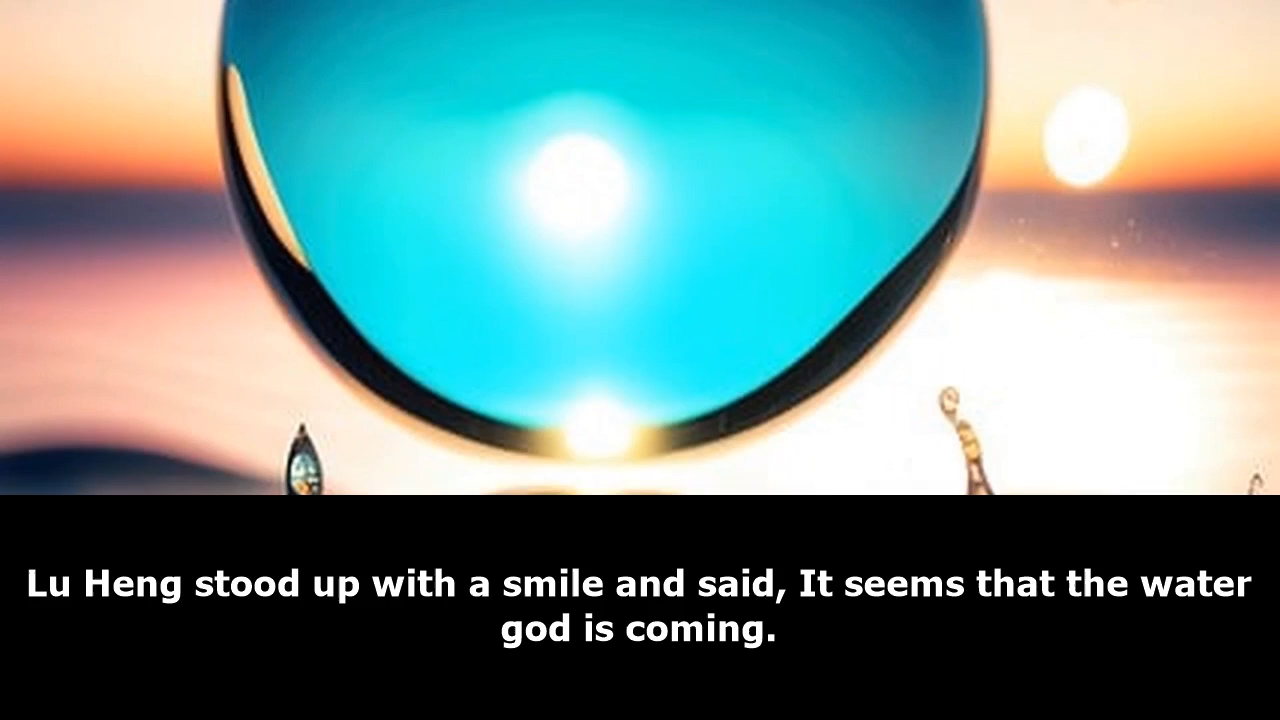 Lu Heng stood up with a smile and said, It seems that the water
god is coming.